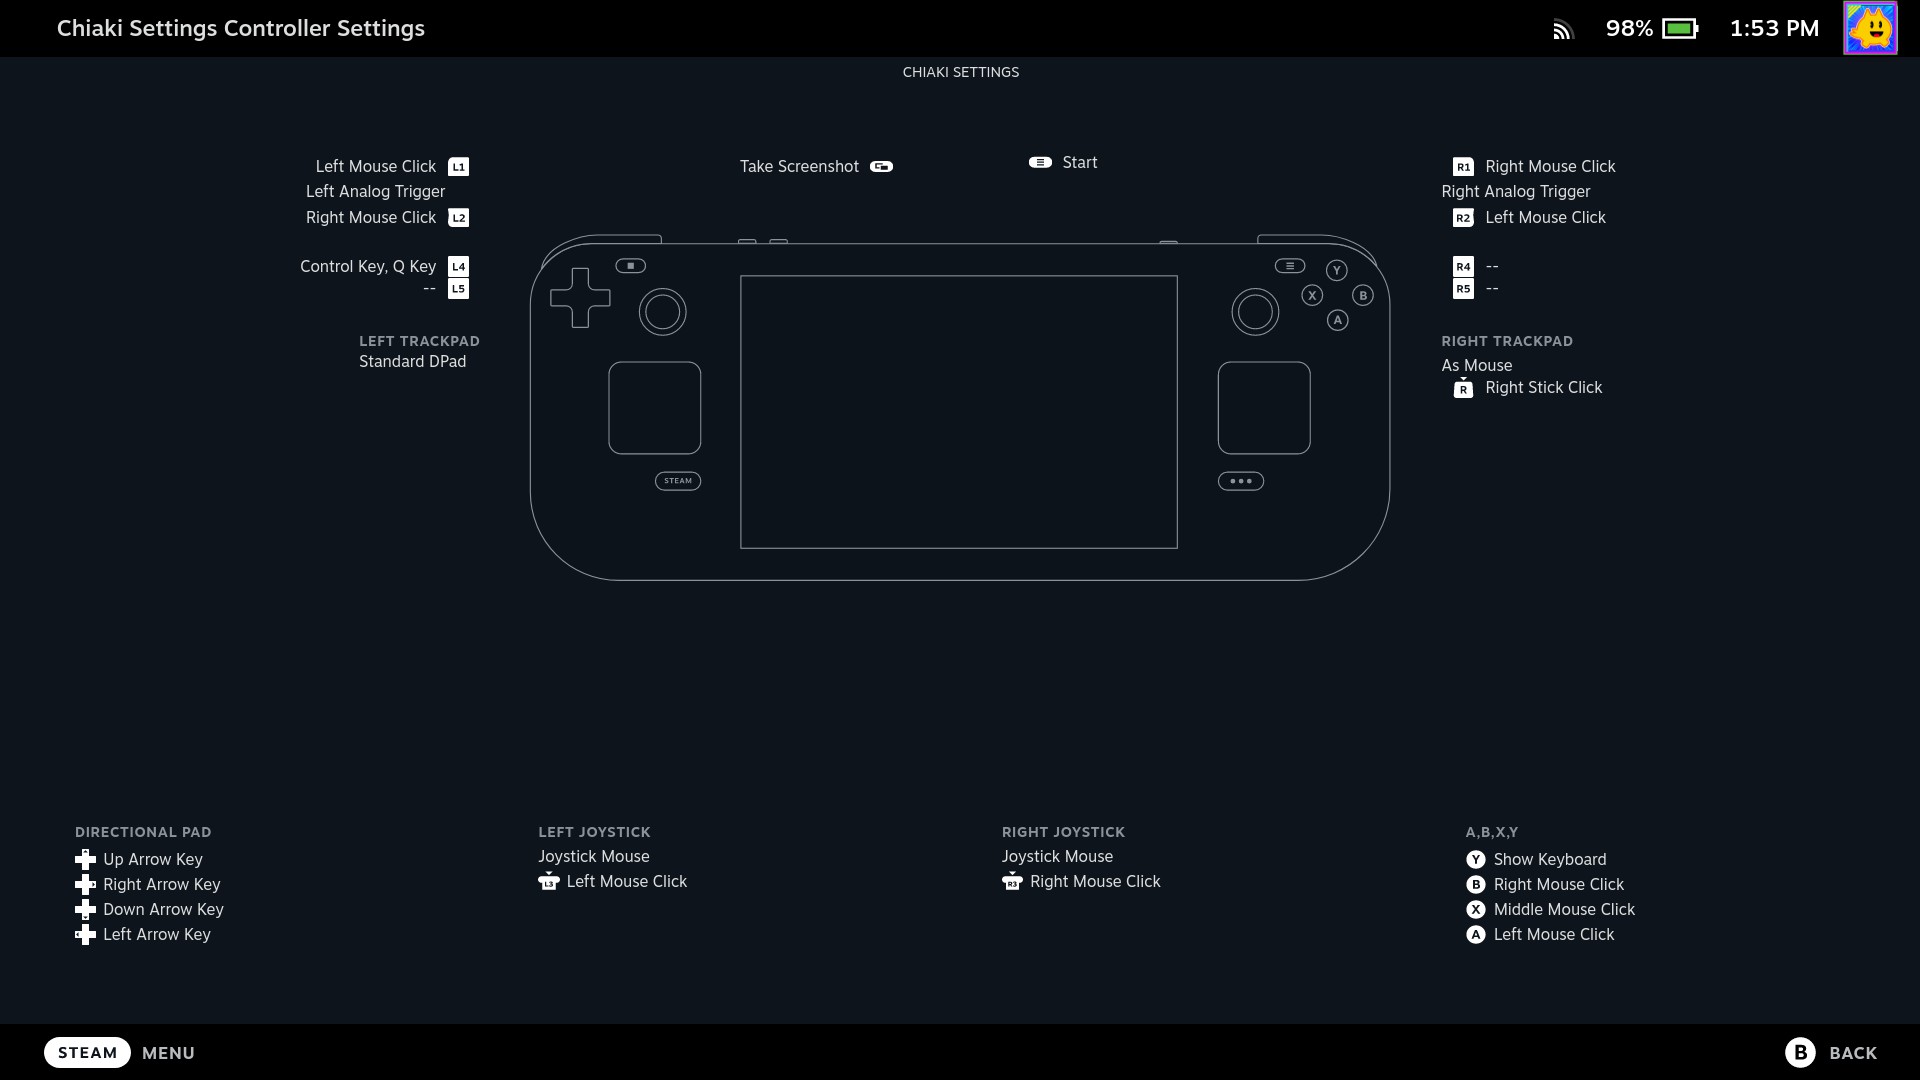 Chiaki Settings Controller Settings
98%
1:53 PM
CHIAKI SETTINGS
Left Mouse Click L1
Left Analog Trigger
Right Mouse Click L2
Control Key, Q Key L4
-- L5
LEFT TRACKPAD
Standard DPad
Take Screenshot
Start
R1 Right Mouse Click
Right Analog Trigger
R2 Left Mouse Click
R4 --
R5 --
RIGHT TRACKPAD
As Mouse
R Right Stick Click
Y
X
B
A
STEAM
DIRECTIONAL PAD
Up Arrow Key
Right Arrow Key
Down Arrow Key
Left Arrow Key
LEFT JOYSTICK
Joystick Mouse
L3 Left Mouse Click
RIGHT JOYSTICK
Joystick Mouse
R3 Right Mouse Click
A,B,X,Y
Y Show Keyboard
B Right Mouse Click
X Middle Mouse Click
A Left Mouse Click
STEAM MENU
B BACK